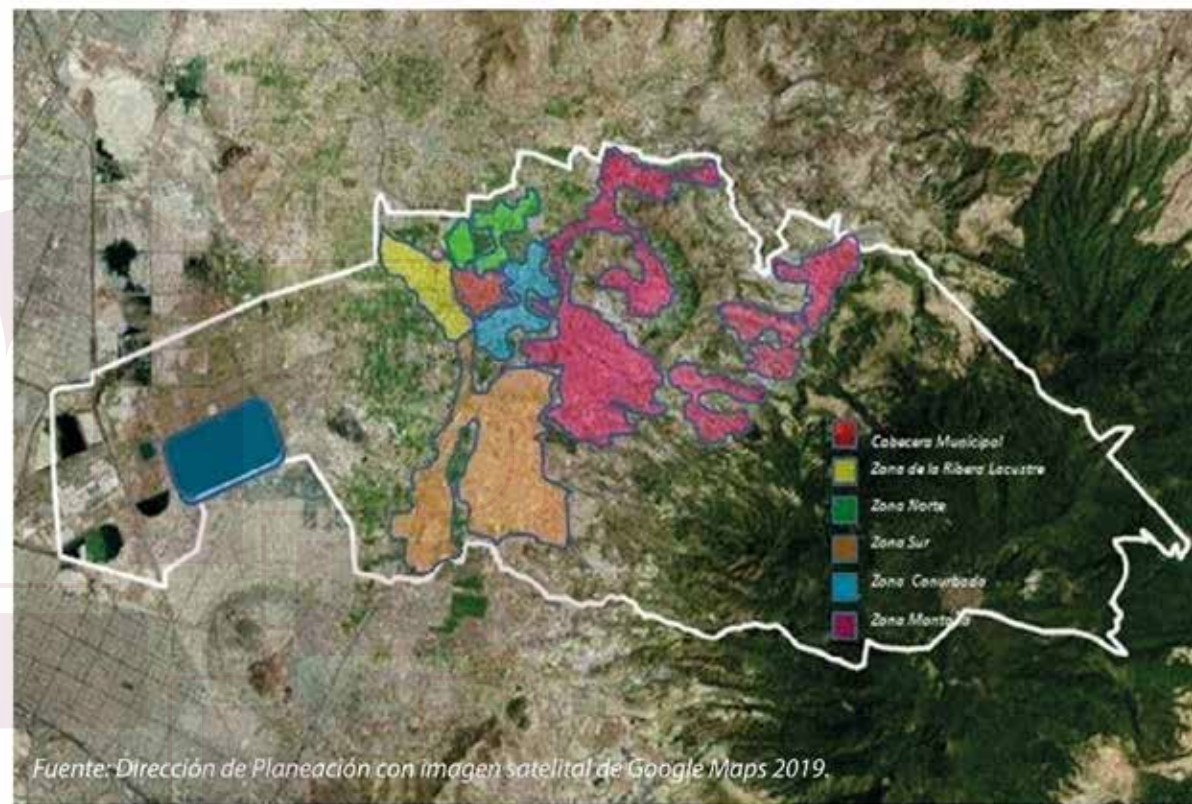 Cabecera Municipal
Zona de la Ribera Lacustre
Zona Norte
Zona Sur
Zona Conurbada
Zona
Fuente: Dirección de Planeación con imagen satelital de Google Maps 2019.